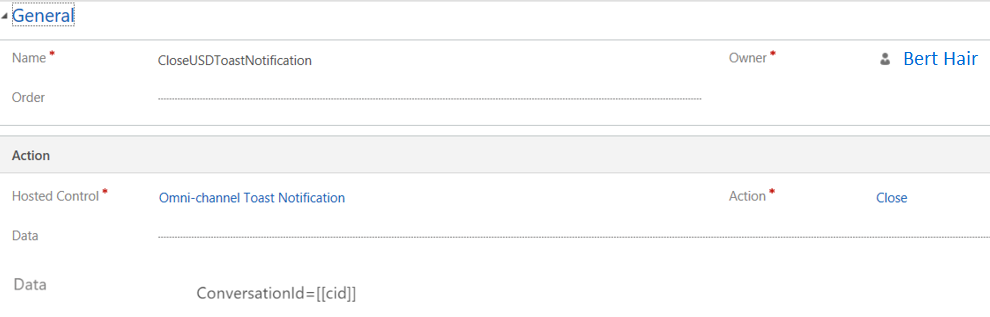 General
Name * CloseUSDToastNotification Owner * Bert Hair
Order
Action
Hosted Control * Omni-channel Toast Notification Action * Close
Data
Data ConversationId=[[cid]]